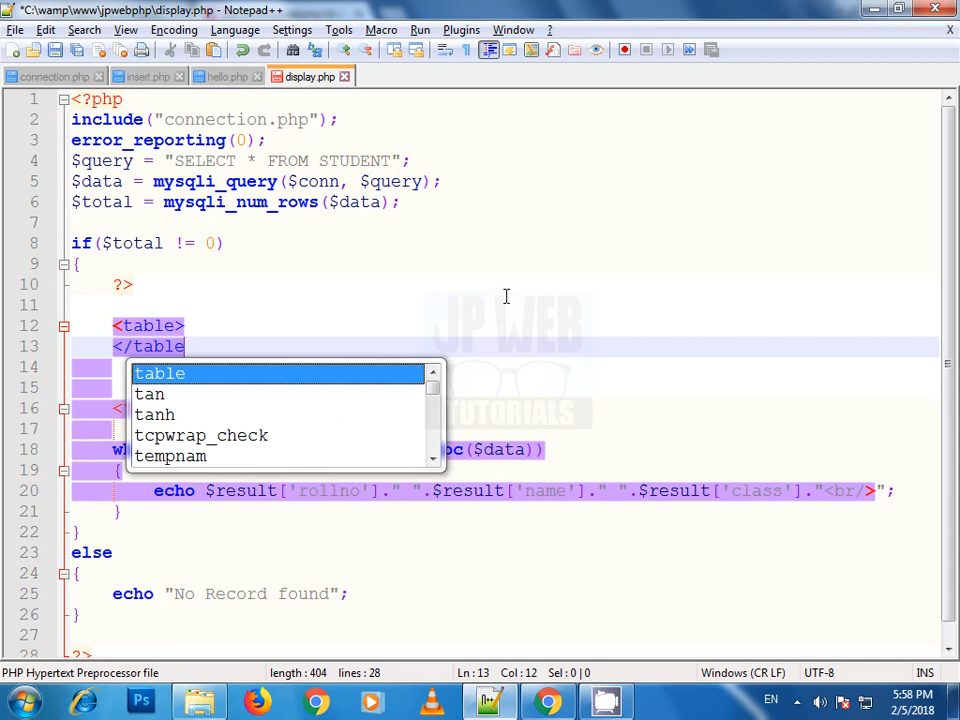 *C:\wamp\www\jpwebphp\display.php - Notepad++
File Edit Search View Encoding Language Settings Tools Macro Run Plugins Window ? X
connection.php insert.php hello.php display.php
1 <?php
2 include("connection.php");
3 error_reporting(0);
4 $query = "SELECT * FROM STUDENT";
5 $data = mysqli_query($conn, $query);
6 $total = mysqli_num_rows($data);
7
8 if($total != 0)
9 {
10 ?>
11
12 <table>
13 </table
14
15
16 <
17
18 wh oc($data))
19 {
20 echo $result['rollno']." ".$result['name']." ".$result['class']."<br/>";
21 }
22 }
23 else
24 {
25 echo "No Record found";
26 }
27
28 ?>
table
tan
tanh
tcpwrap_check
tempnam
JP WEB
TUTORIALS
PHP Hypertext Preprocessor file length : 404 lines : 28 Ln : 13 Col : 12 Sel : 0 | 0 Windows (CR LF) UTF-8 INS
Ps EN 5:58 PM
2/5/2018